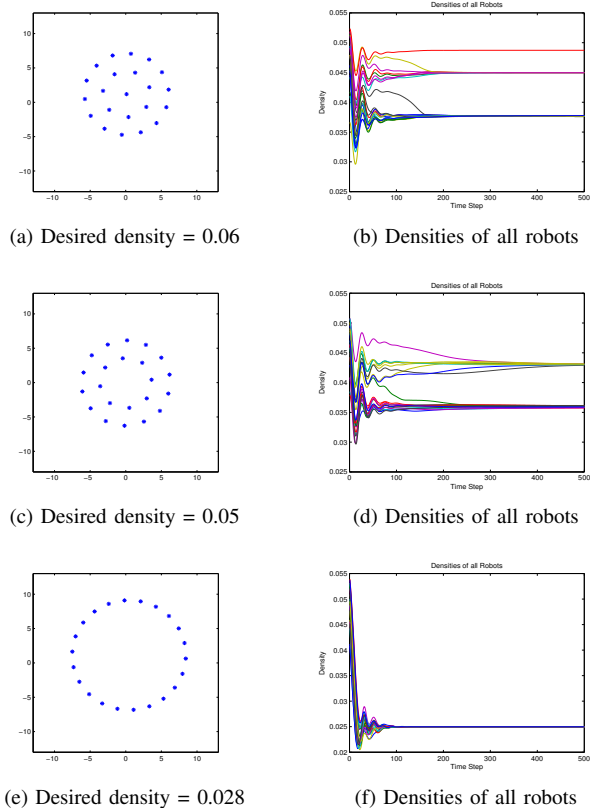 Densities of all Robots
10
5
0
−5
−10
−10 −5 0 5 10
0.055
0.05
0.045
0.04
0.035
0.03
0.025
Density
0 100 200 300 400 500
Time Step
(a) Desired density = 0.06
(b) Densities of all robots
Densities of all Robots
10
5
0
−5
−10
−10 −5 0 5 10
0.055
0.05
0.045
0.04
0.035
0.03
0.025
Density
0 100 200 300 400 500
Time Step
(c) Desired density = 0.05
(d) Densities of all robots
Densities of all Robots
10
5
0
−5
−10
−10 −5 0 5 10
0.055
0.05
0.045
0.04
0.035
0.03
0.025
0.02
Density
0 100 200 300 400 500
Time Step
(e) Desired density = 0.028
(f) Densities of all robots